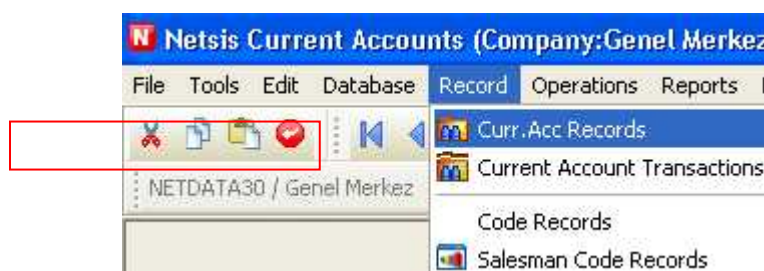 N Netsis Current Accounts (Company:Genel Merkez
File Tools Edit Database Record Operations Reports
Curr.Acc Records
Current Account Transactions
NETDATA30 / Genel Merkez
Code Records
Salesman Code Records